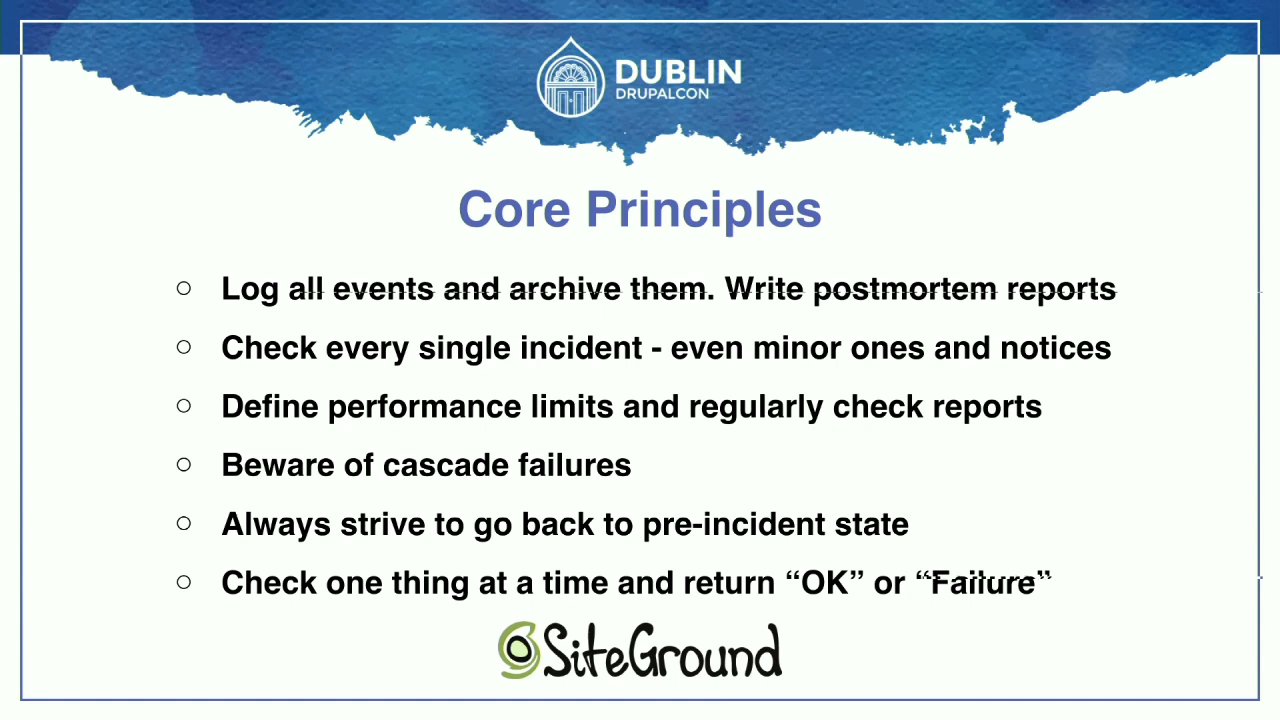 DUBLIN
DRUPALCON
Core Principles
Log all events and archive them. Write postmortem reports
Check every single incident - even minor ones and notices
Define performance limits and regularly check reports
Beware of cascade failures
Always strive to go back to pre-incident state
Check one thing at a time and return “OK” or “Failure”
SiteGround